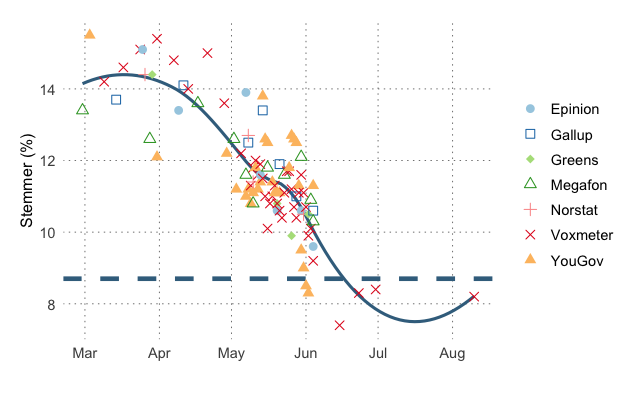 Stemmer (%)
14
12
10
8
Mar Apr May Jun Jul Aug
Epinion
Gallup
Greens
Megafon
Norstat
Voxmeter
YouGov